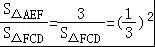 S△AEF/S△FCD = 3/S△FCD = (1/3)²